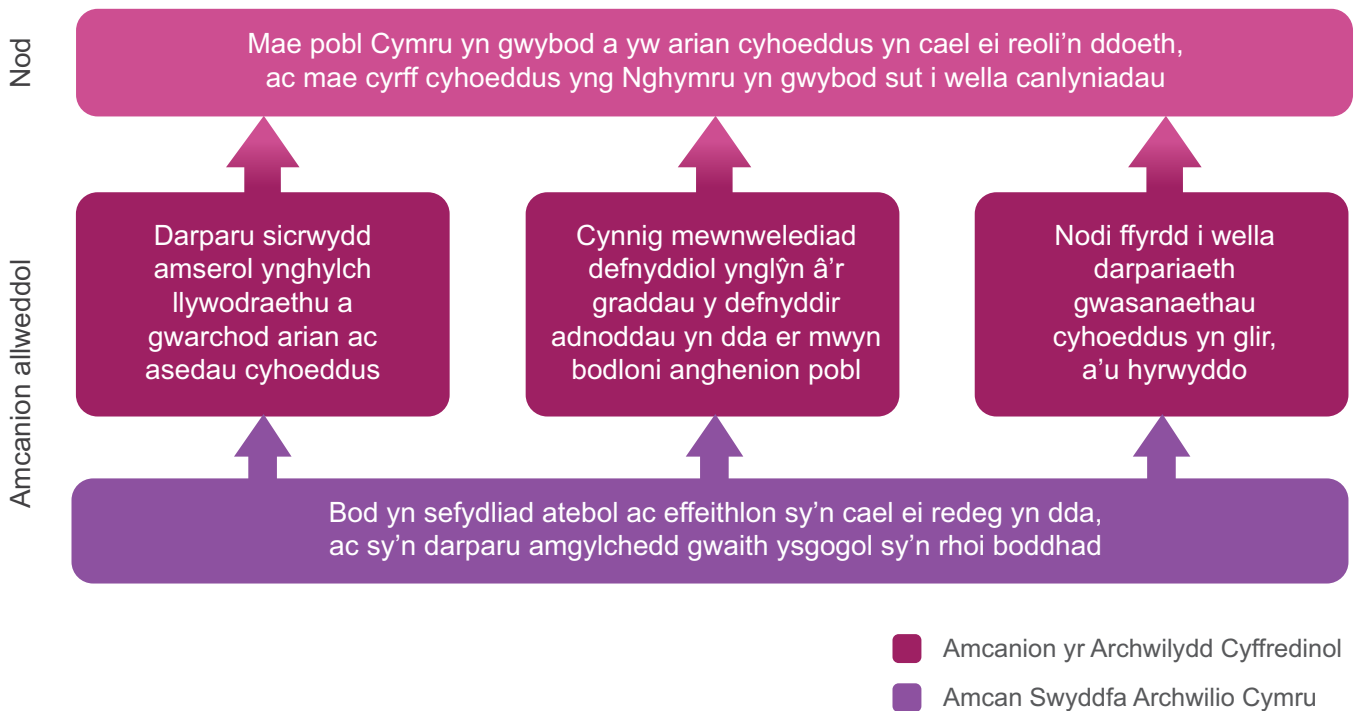 Nod
Mae pobl Cymru yn gwybod a yw arian cyhoeddus yn cael ei reoli’n ddoeth,
ac mae cyrff cyhoeddus yng Nghymru yn gwybod sut i wella canlyniadau
Amcanion allweddol
Darparu sicrwydd
amserol ynghylch
llywodraethu a
gwarchod arian ac
asedau cyhoeddus
Cynnig mewnwelediad
defnyddiol ynglŷn â’r
graddau y defnyddir
adnoddau yn dda er mwyn
bodloni anghenion pobl
Nodi ffyrdd i wella
darpariaeth
gwasanaethau
cyhoeddus yn glir,
a’u hyrwyddo
Bod yn sefydliad atebol ac effeithlon sy’n cael ei redeg yn dda,
ac sy’n darparu amgylchedd gwaith ysgogol sy’n rhoi boddhad
Amcanion yr Archwilydd Cyffredinol
Amcan Swyddfa Archwilio Cymru